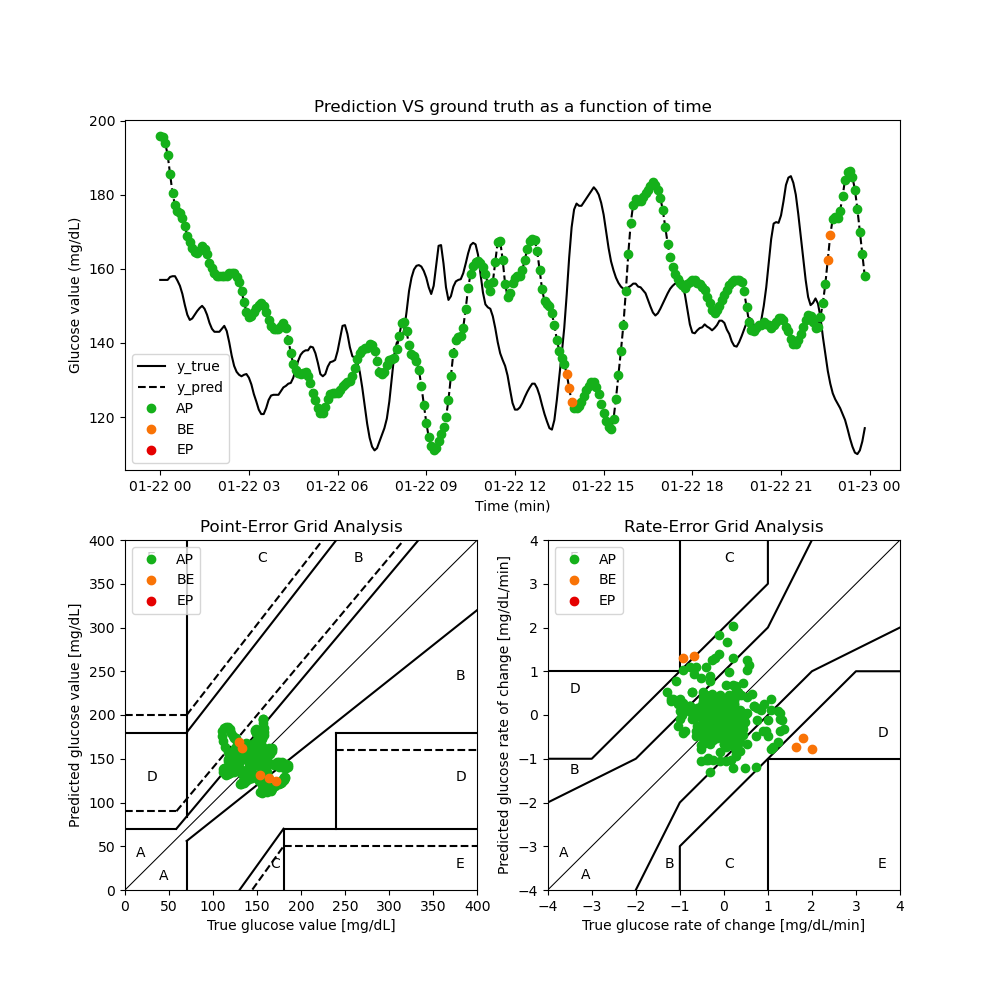 Prediction VS ground truth as a function of time
Glucose value (mg/dL)
200
180
160
140
120
y_true
y_pred
AP
BE
EP
01-22 00 01-22 03 01-22 06 01-22 09 01-22 12 01-22 15 01-22 18 01-22 21 01-23 00
Time (min)
Point-Error Grid Analysis
Predicted glucose value [mg/dL]
400
350
300
250
200
150
100
50
0
AP
BE
EP
C
B
B
D
D
A
A
C
E
0 50 100 150 200 250 300 350 400
True glucose value [mg/dL]
Rate-Error Grid Analysis
Predicted glucose rate of change [mg/dL/min]
4
3
2
1
0
−1
−2
−3
−4
AP
BE
EP
C
D
D
B
A
A
B
C
E
−4 −3 −2 −1 0 1 2 3 4
True glucose rate of change [mg/dL/min]